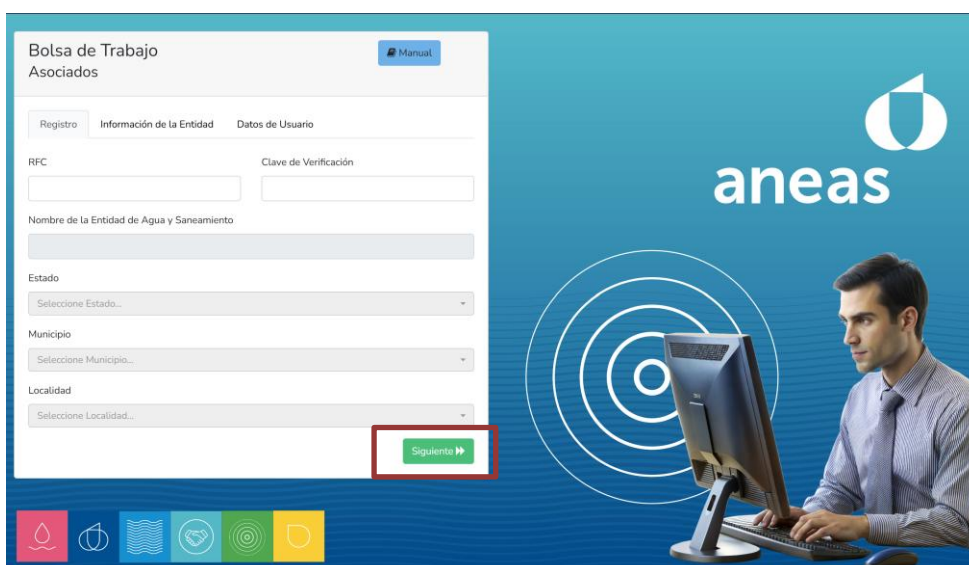 Bolsa de Trabajo
Asociados
Manual
Registro
Información de la Entidad
Datos de Usuario
RFC
Clave de Verificación
Nombre de la Entidad de Agua y Saneamiento
Estado
Seleccione Estado...
Municipio
Seleccione Municipio...
Localidad
Seleccione Localidad...
Siguiente
aneas